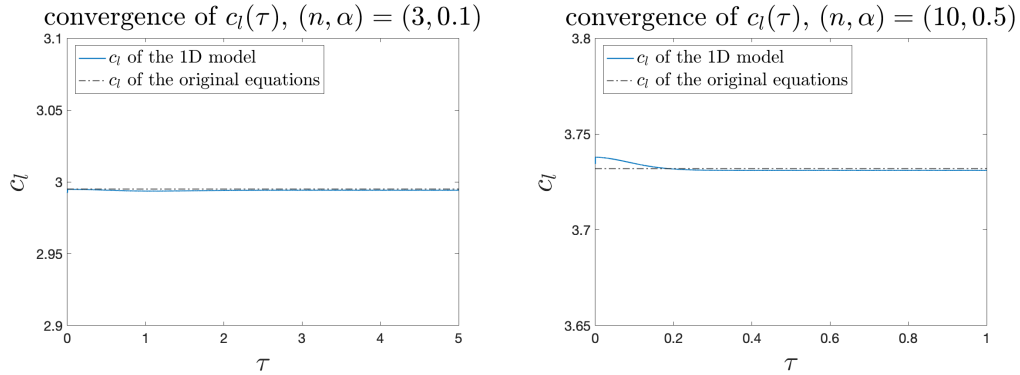 convergence of c_l(τ), (n, α) = (3, 0.1)
3.1
c_l of the 1D model
c_l of the original equations
3.05
3
2.95
2.9
c_l
0 1 2 3 4 5
τ
convergence of c_l(τ), (n, α) = (10, 0.5)
3.8
c_l of the 1D model
c_l of the original equations
3.75
3.7
3.65
c_l
0 0.2 0.4 0.6 0.8 1
τ